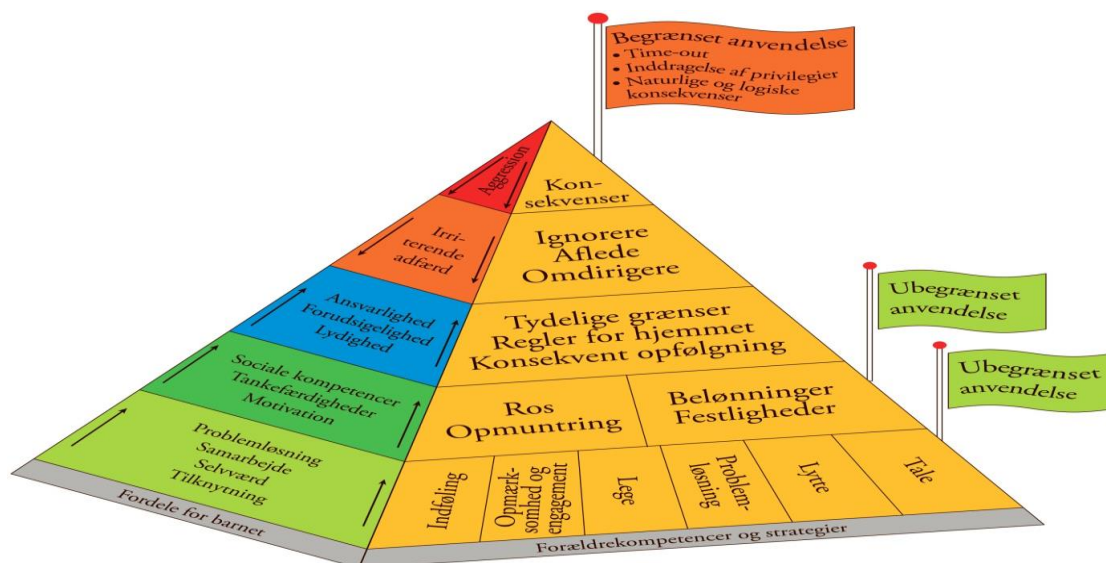 Begrænset anvendelse
• Time-out
• Inddragelse af privilegier
• Naturlige og logiske
konsekvenser
Aggression
Kon-
sekvenser
Irri-
terende
adfærd
Ignorere
Aflede
Omdirigere
Ubegrænset
anvendelse
Ansvarlighed
Forudsigelighed
Lydighed
Tydelige grænser
Regler for hjemmet
Konsekvent opfølgning
Ubegrænset
anvendelse
Sociale kompetencer
Tankefærdigheder
Motivation
Ros
Opmuntring
Belønninger
Festligheder
Problemløsning
Samarbejde
Selvværd
Tilknytning
Indføling
Opmærk-
somhed og
engagement
Lege
Problem-
løsning
Lytte
Tale
Fordele for barnet
Forældrekompetencer og strategier